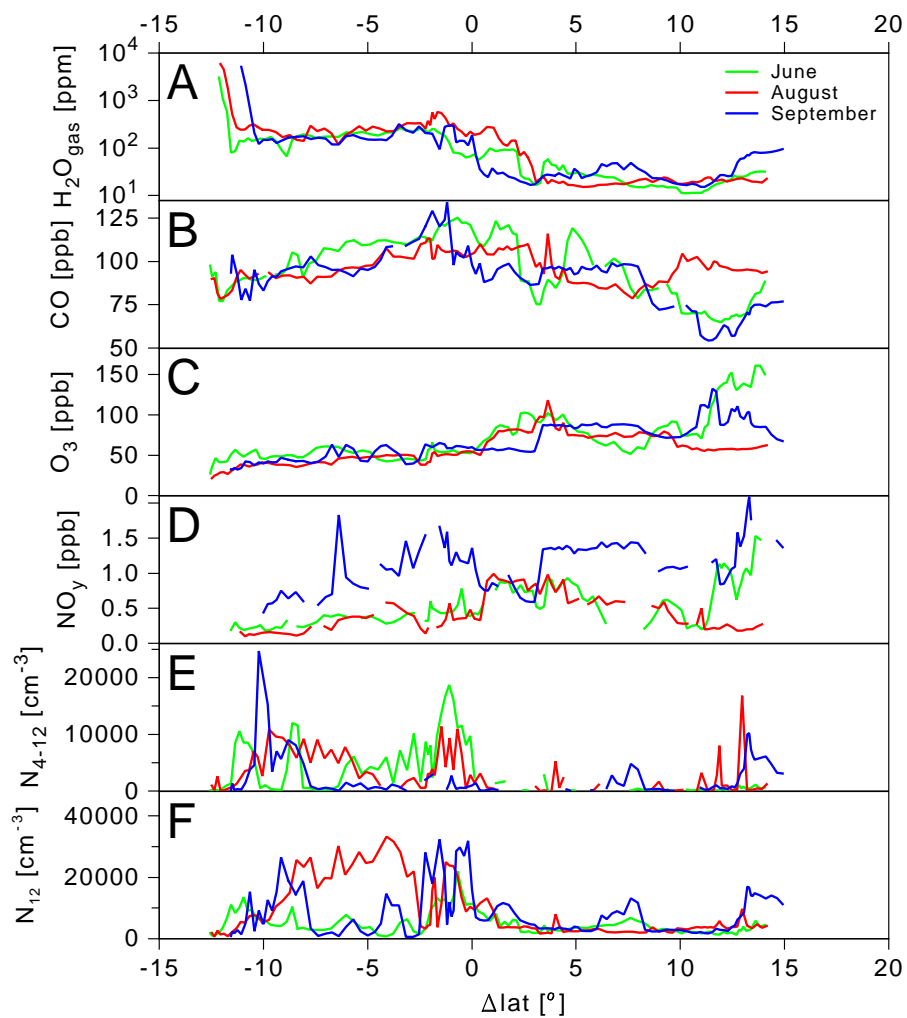 -15 -10 -5 0 5 10 15 20
A
H₂Ogas [ppm]
10⁴
10³
10²
10¹
June
August
September
B
CO [ppb]
125
100
75
50
C
O₃ [ppb]
150
100
50
0
D
NOy [ppb]
1.5
1.0
0.5
0.0
E
N₄₋₁₂ [cm⁻³]
20000
10000
0
F
N₁₂ [cm⁻³]
40000
20000
0
-15 -10 -5 0 5 10 15 20
Δlat [°]